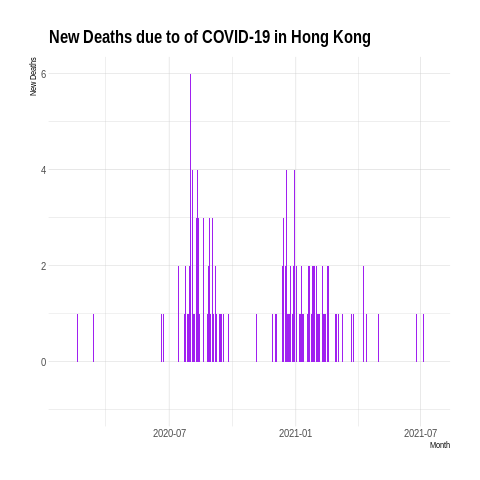 New Deaths due to of COVID-19 in Hong Kong
New Deaths
6
4
2
0
2020-07
2021-01
2021-07
Month